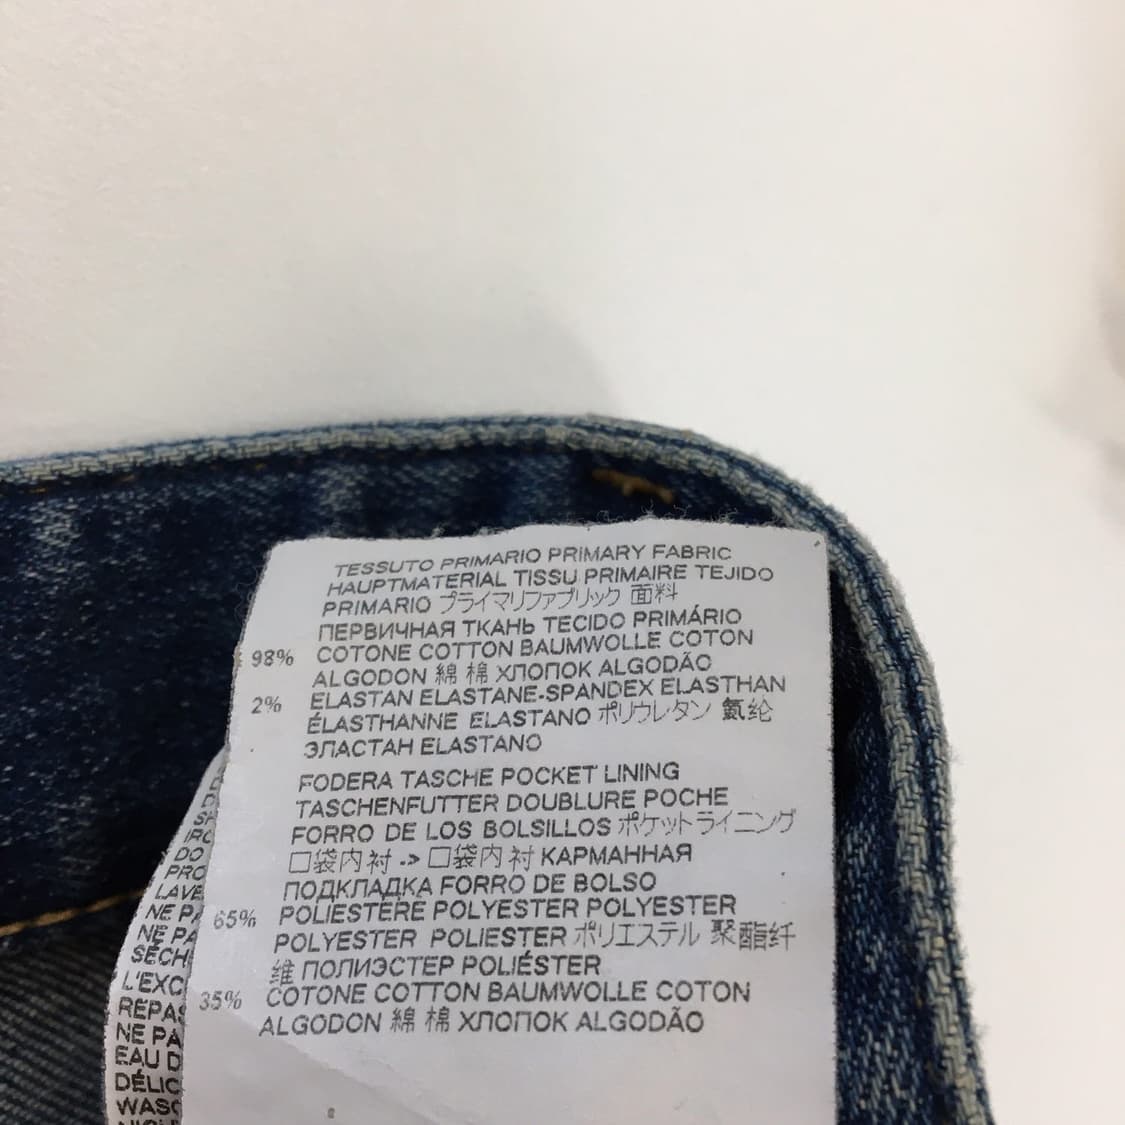 TESSUTO PRIMARIO PRIMARY FABRIC
HAUPTMATERIAL TISSU PRIMAIRE TEJIDO
PRIMARIO プライマリファブリック 面料
ПЕРВИЧНАЯ ТКАНЬ TECIDO PRIMÁRIO
98% COTONE COTTON BAUMWOLLE COTON
ALGODON 綿 棉 ХЛОПОК ALGODÃO
2% ELASTAN ELASTANE-SPANDEX ELASTHAN
ÉLASTHANNE ELASTANO ポリウレタン 氨纶
ЭЛАСТАН ELASTANO
FODERA TASCHE POCKET LINING
TASCHENFUTTER DOUBLURE POCHE
FORRO DE LOS BOLSILLOS ポケットライニング
口袋内衬 -> 口袋内衬 КАРМАННАЯ
ПОДКЛАДКА FORRO DE BOLSO
65% POLIESTERE POLYESTER POLYESTER
POLYESTER POLIESTER ポリエステル 聚酯纤
维 ПОЛИЭСТЕР POLIÉSTER
35% COTONE COTTON BAUMWOLLE COTON
ALGODON 綿 棉 ХЛОПОК ALGODÃO
DO
NE PA
NE PA
L'EXC
REPAS
NE PA
EAU D
DÉLIC
WASC